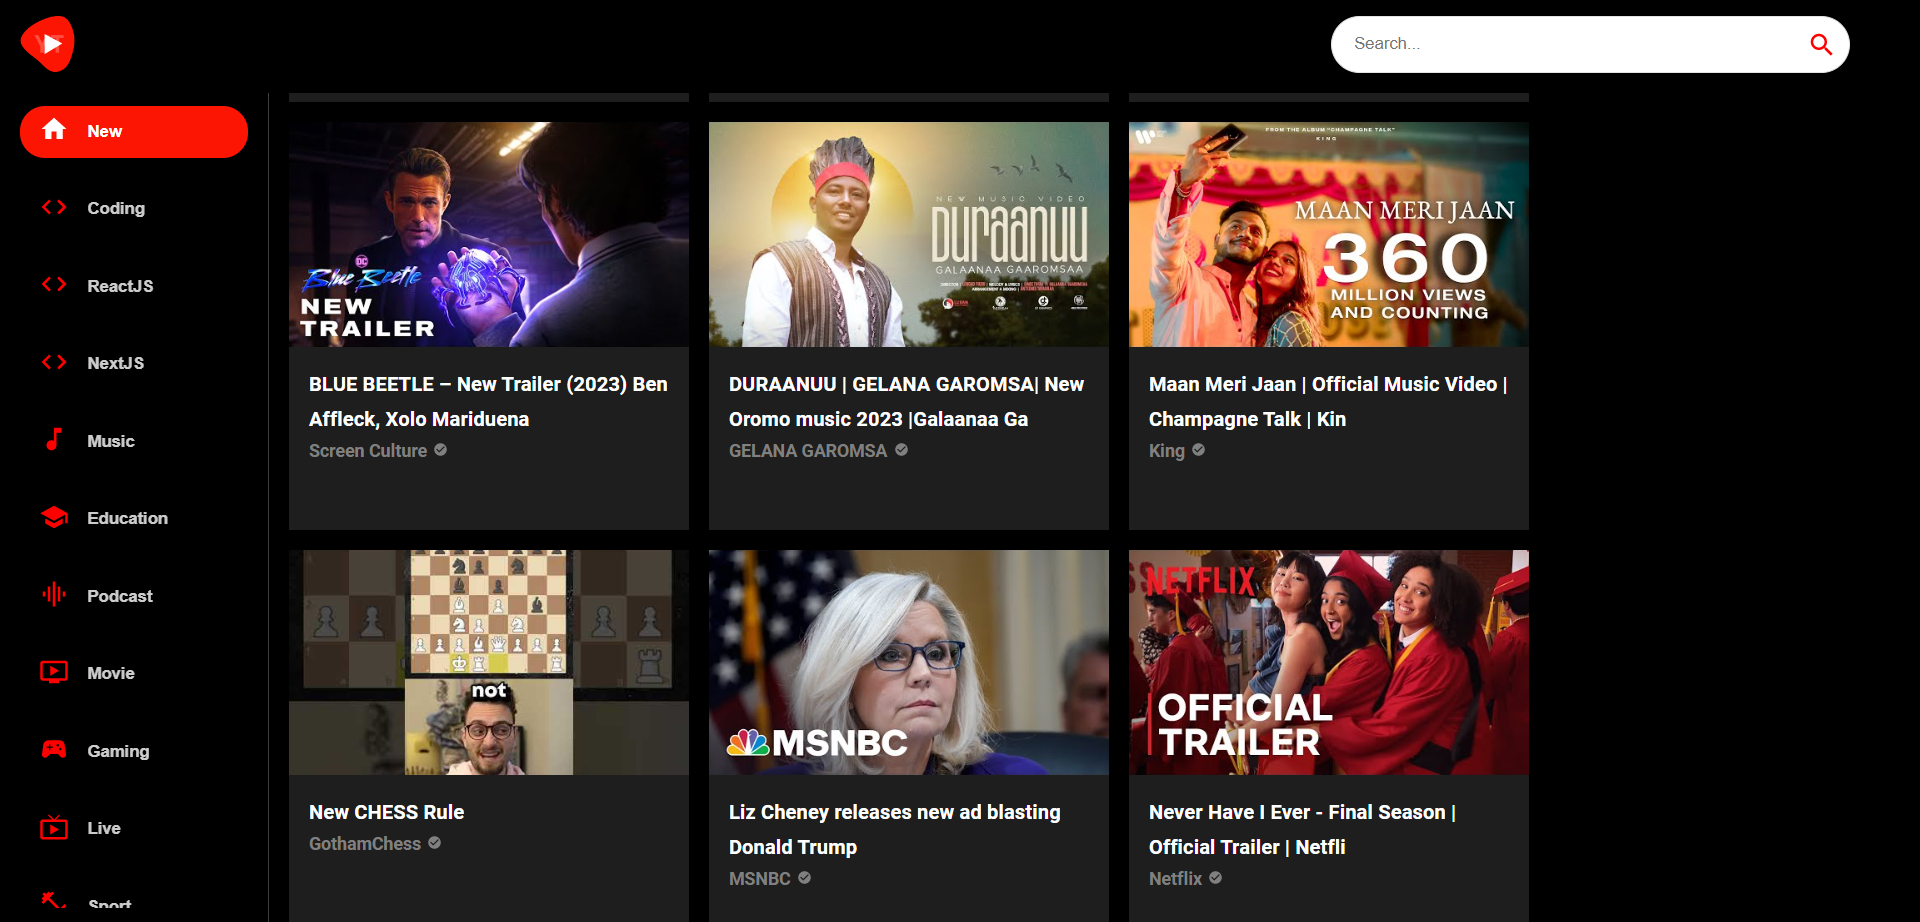 YT
Search...
New
Coding
ReactJS
NextJS
Music
Education
Podcast
Movie
Gaming
Live
Sport
DC
Blue Beetle
NEW
TRAILER
BLUE BEETLE – New Trailer (2023) Ben
Affleck, Xolo Mariduena
Screen Culture
NEW MUSIC VIDEO
DURAANUU
GALAANAA GAAROMSAA
DURAANUU | GELANA GAROMSA| New
Oromo music 2023 |Galaanaa Ga
GELANA GAROMSA
FROM THE ALBUM "CHAMPAGNE TALK"
KING
MAAN MERI JAAN
360
MILLION VIEWS
AND COUNTING
Maan Meri Jaan | Official Music Video |
Champagne Talk | Kin
King
not
New CHESS Rule
GothamChess
MSNBC
Liz Cheney releases new ad blasting
Donald Trump
MSNBC
NETFLIX
OFFICIAL
TRAILER
Never Have I Ever - Final Season |
Official Trailer | Netfli
Netflix